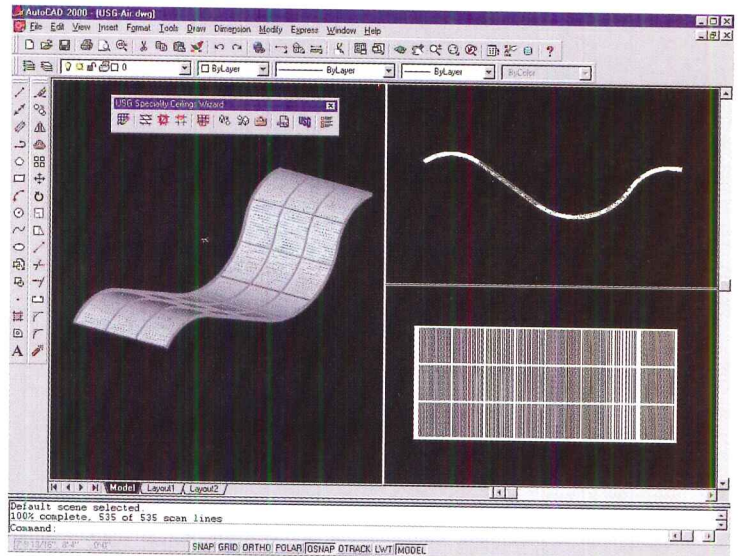 AutoCAD 2000 - [USG-Air.dwg]
File Edit View Insert Format Tools Draw Dimension Modify Express Window Help
0 ByLayer ByLayer ByLayer ByColor
USG Specialty Ceilings Wizard
A
Model Layout1 Layout2
Default scene selected.
100% complete, 535 of 535 scan lines
Command:
SNAP GRID ORTHO POLAR OSNAP OTRACK LWT MODEL